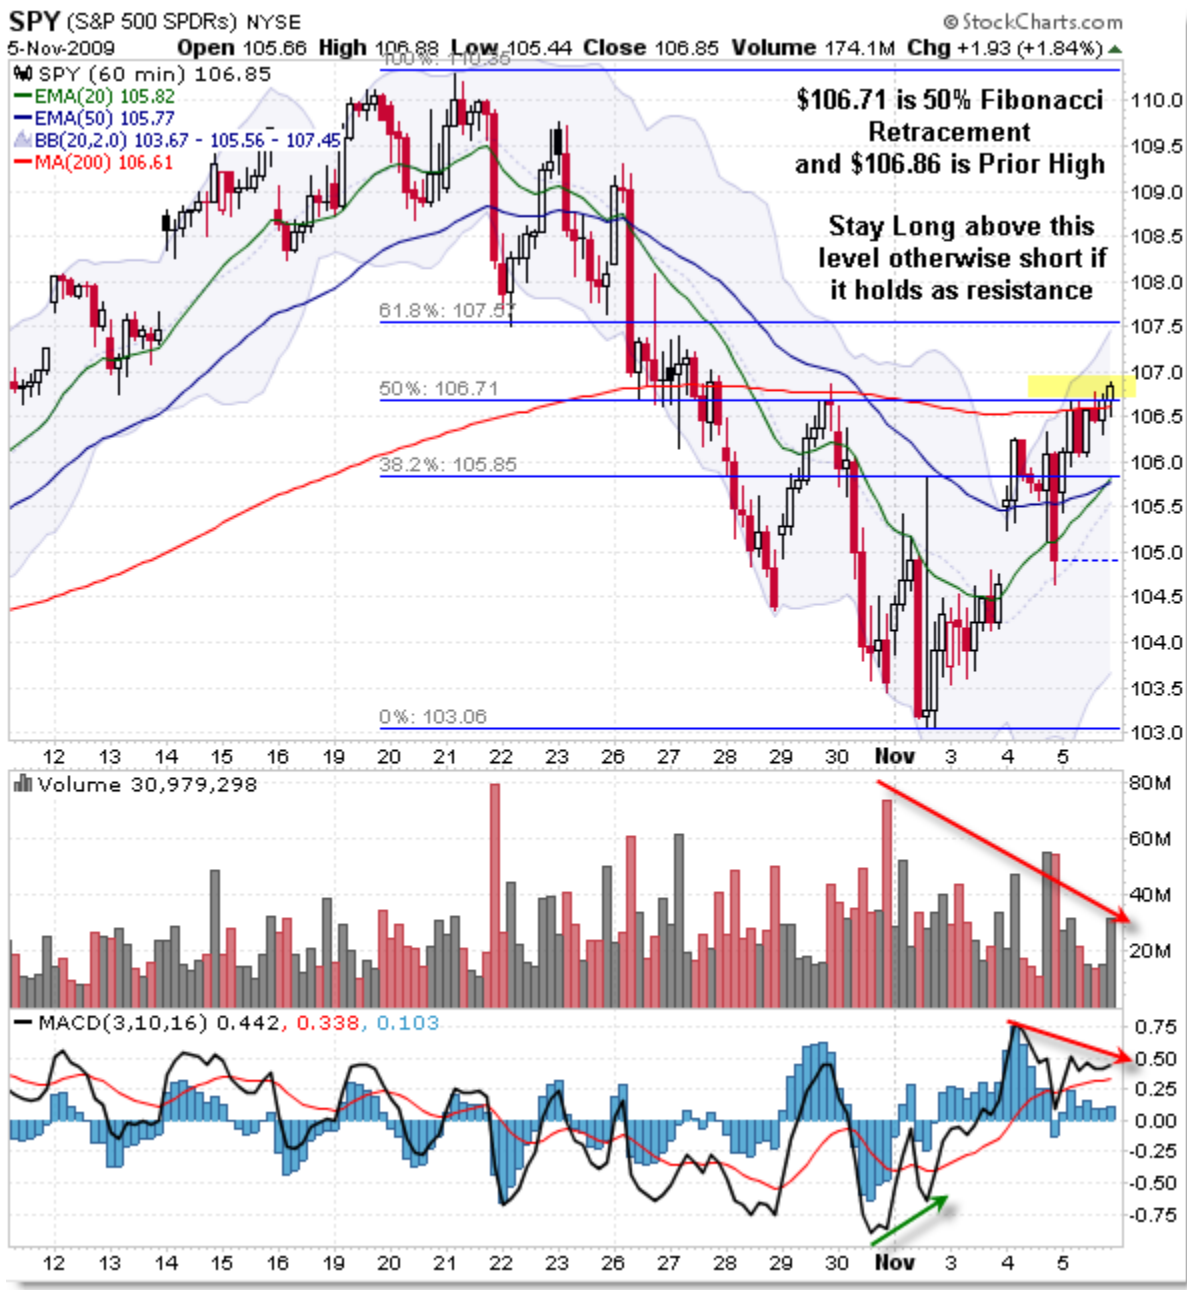 SPY (S&P 500 SPDRs) NYSE © StockCharts.com
5-Nov-2009 Open 105.66 High 106.88 Low 105.44 Close 106.85 Volume 174.1M Chg +1.93 (+1.84%)
100%: 110.35
SPY (60 min) 106.85
EMA(20) 105.82
EMA(50) 105.77
BB(20,2.0) 103.67 - 105.56 - 107.45
MA(200) 106.61
$106.71 is 50% Fibonacci
Retracement
and $106.86 is Prior High
Stay Long above this
level otherwise short if
it holds as resistance
61.8%: 107.57
50%: 106.71
38.2%: 105.85
0%: 103.06
110.0
109.5
109.0
108.5
108.0
107.5
107.0
106.5
106.0
105.5
105.0
104.5
104.0
103.5
103.0
12 13 14 15 16 19 20 21 22 23 26 27 28 29 30 Nov 3 4 5
Volume 30,979,298
80M
60M
40M
20M
MACD(3,10,16) 0.442, 0.338, 0.103
0.75
0.50
0.25
0.00
-0.25
-0.50
-0.75
12 13 14 15 16 19 20 21 22 23 26 27 28 29 30 Nov 3 4 5